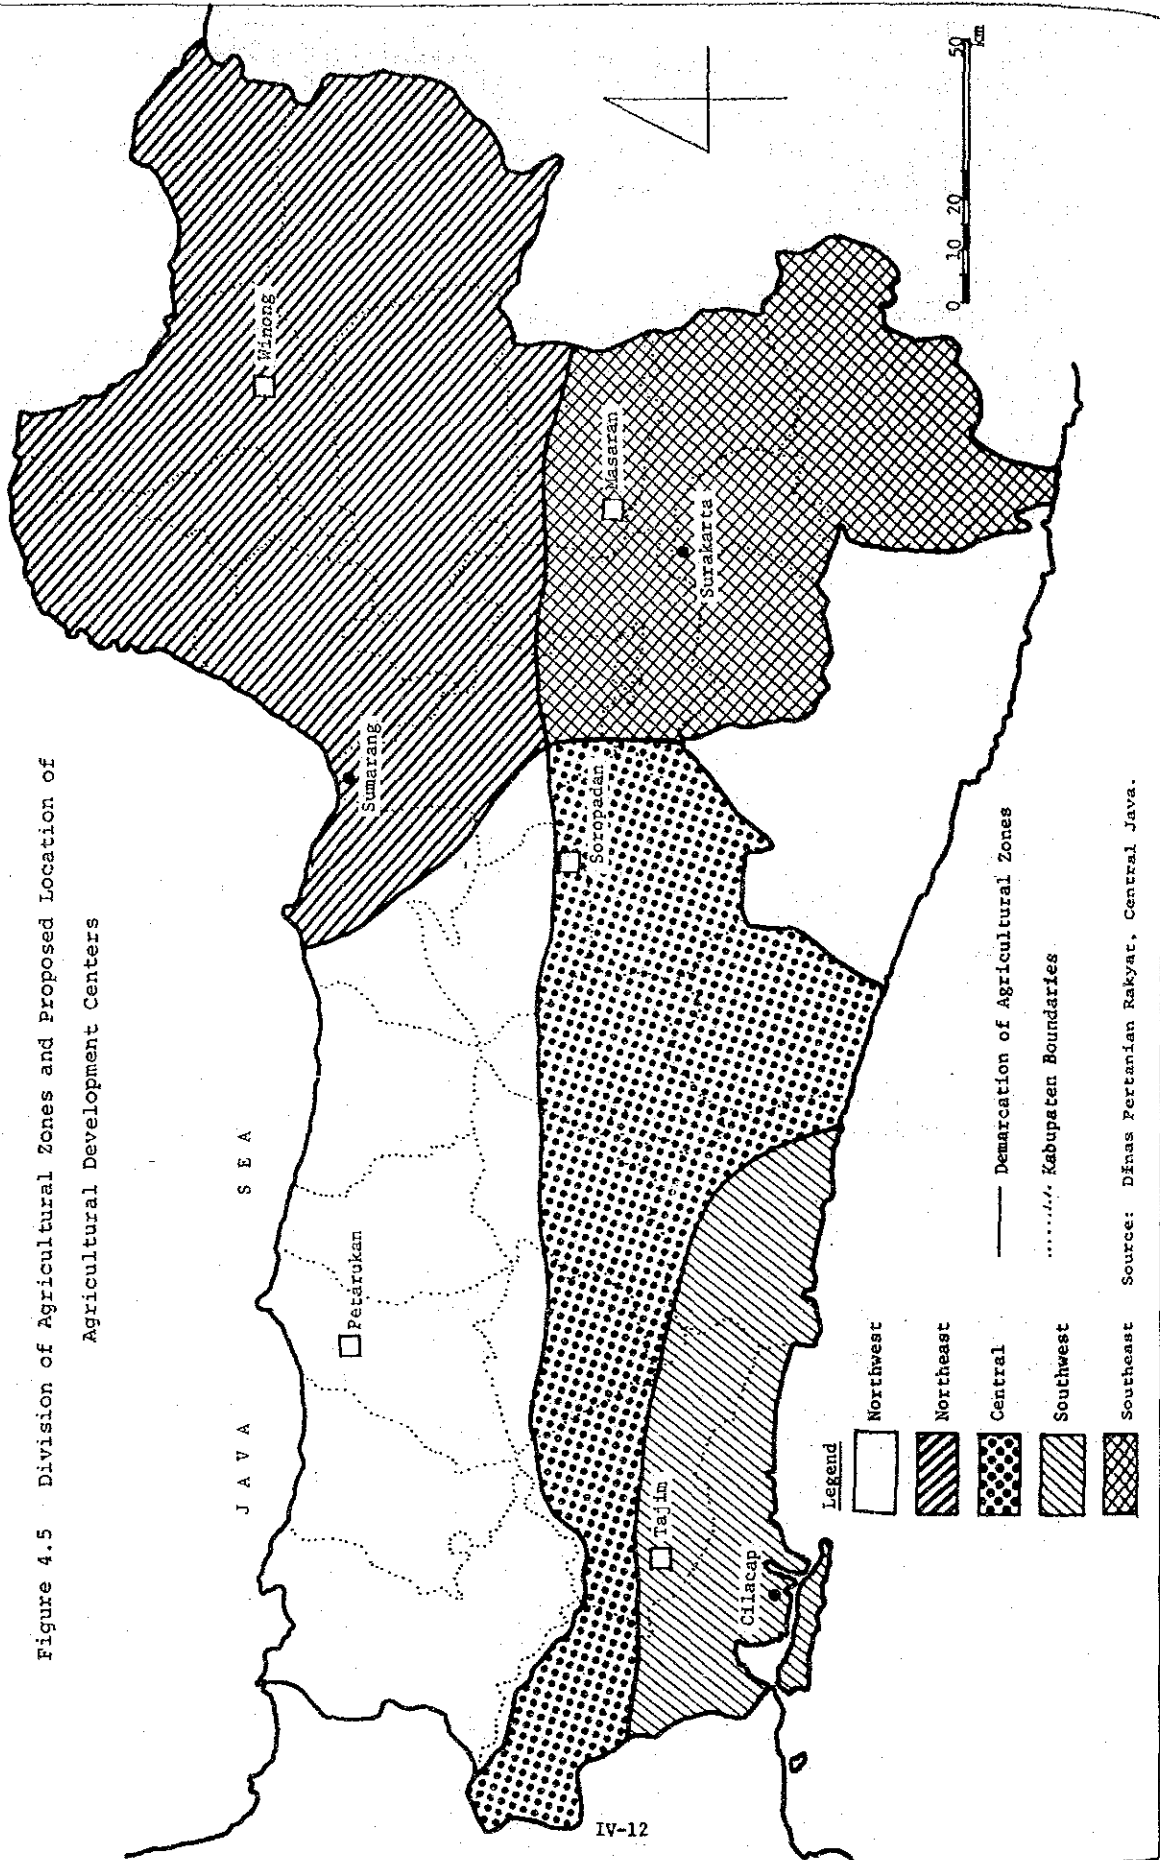 Figure 4.5 Division of Agricultural Zones and Proposed Location of
Agricultural Development Centers
JAVA SEA
Winong
Sumarang
Petarukan
Masaran
Surakarta
Soropadan
Tajim
Cilacap
Legend
Northwest
Northeast
Central
Southwest
Southeast
Demarcation of Agricultural Zones
Kabupaten Boundaries
0 10 20 50
km
Source: Dinas Pertanian Rakyat, Central Java.
IV-12